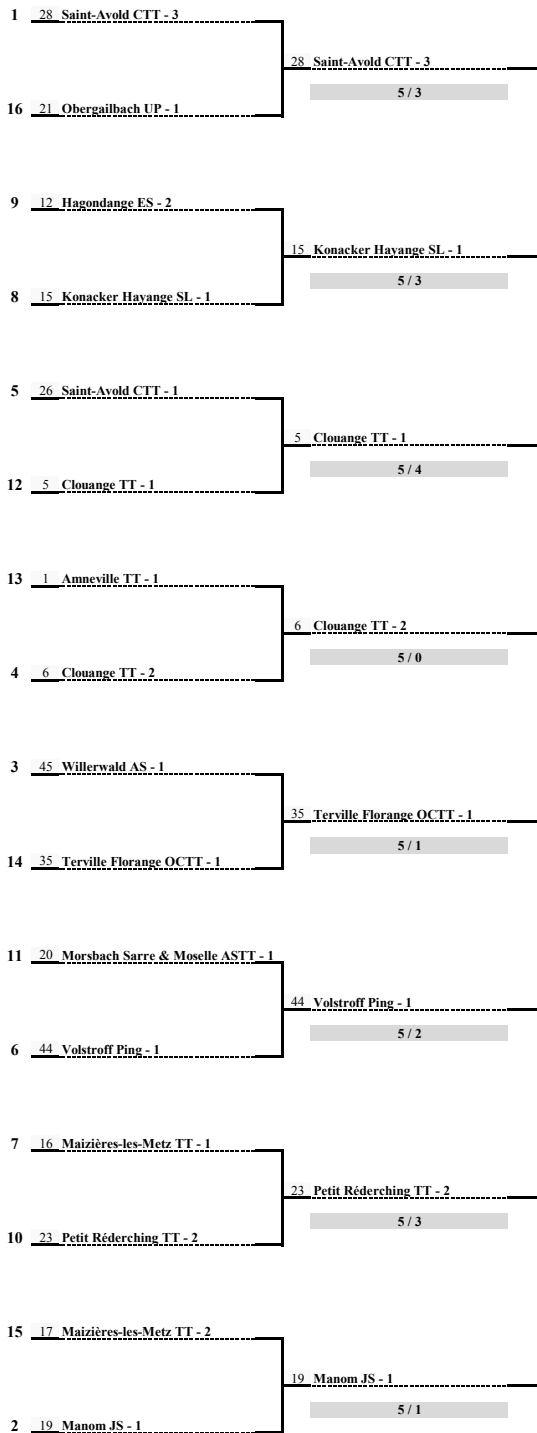 1 28 Saint-Avold CTT - 3
28 Saint-Avold CTT - 3
5 / 3
16 21 Obergailbach UP - 1
9 12 Hagondange ES - 2
15 Konacker Hayange SL - 1
5 / 3
8 15 Konacker Hayange SL - 1
5 26 Saint-Avold CTT - 1
5 Clouange TT - 1
5 / 4
12 5 Clouange TT - 1
13 1 Amneville TT - 1
6 Clouange TT - 2
5 / 0
4 6 Clouange TT - 2
3 45 Willerwald AS - 1
35 Terville Florange OCTT - 1
5 / 1
14 35 Terville Florange OCTT - 1
11 20 Morsbach Sarre & Moselle ASTT - 1
44 Volstroff Ping - 1
5 / 2
6 44 Volstroff Ping - 1
7 16 Maizières-les-Metz TT - 1
23 Petit Réderching TT - 2
5 / 3
10 23 Petit Réderching TT - 2
15 17 Maizières-les-Metz TT - 2
19 Manom JS - 1
5 / 1
2 19 Manom JS - 1